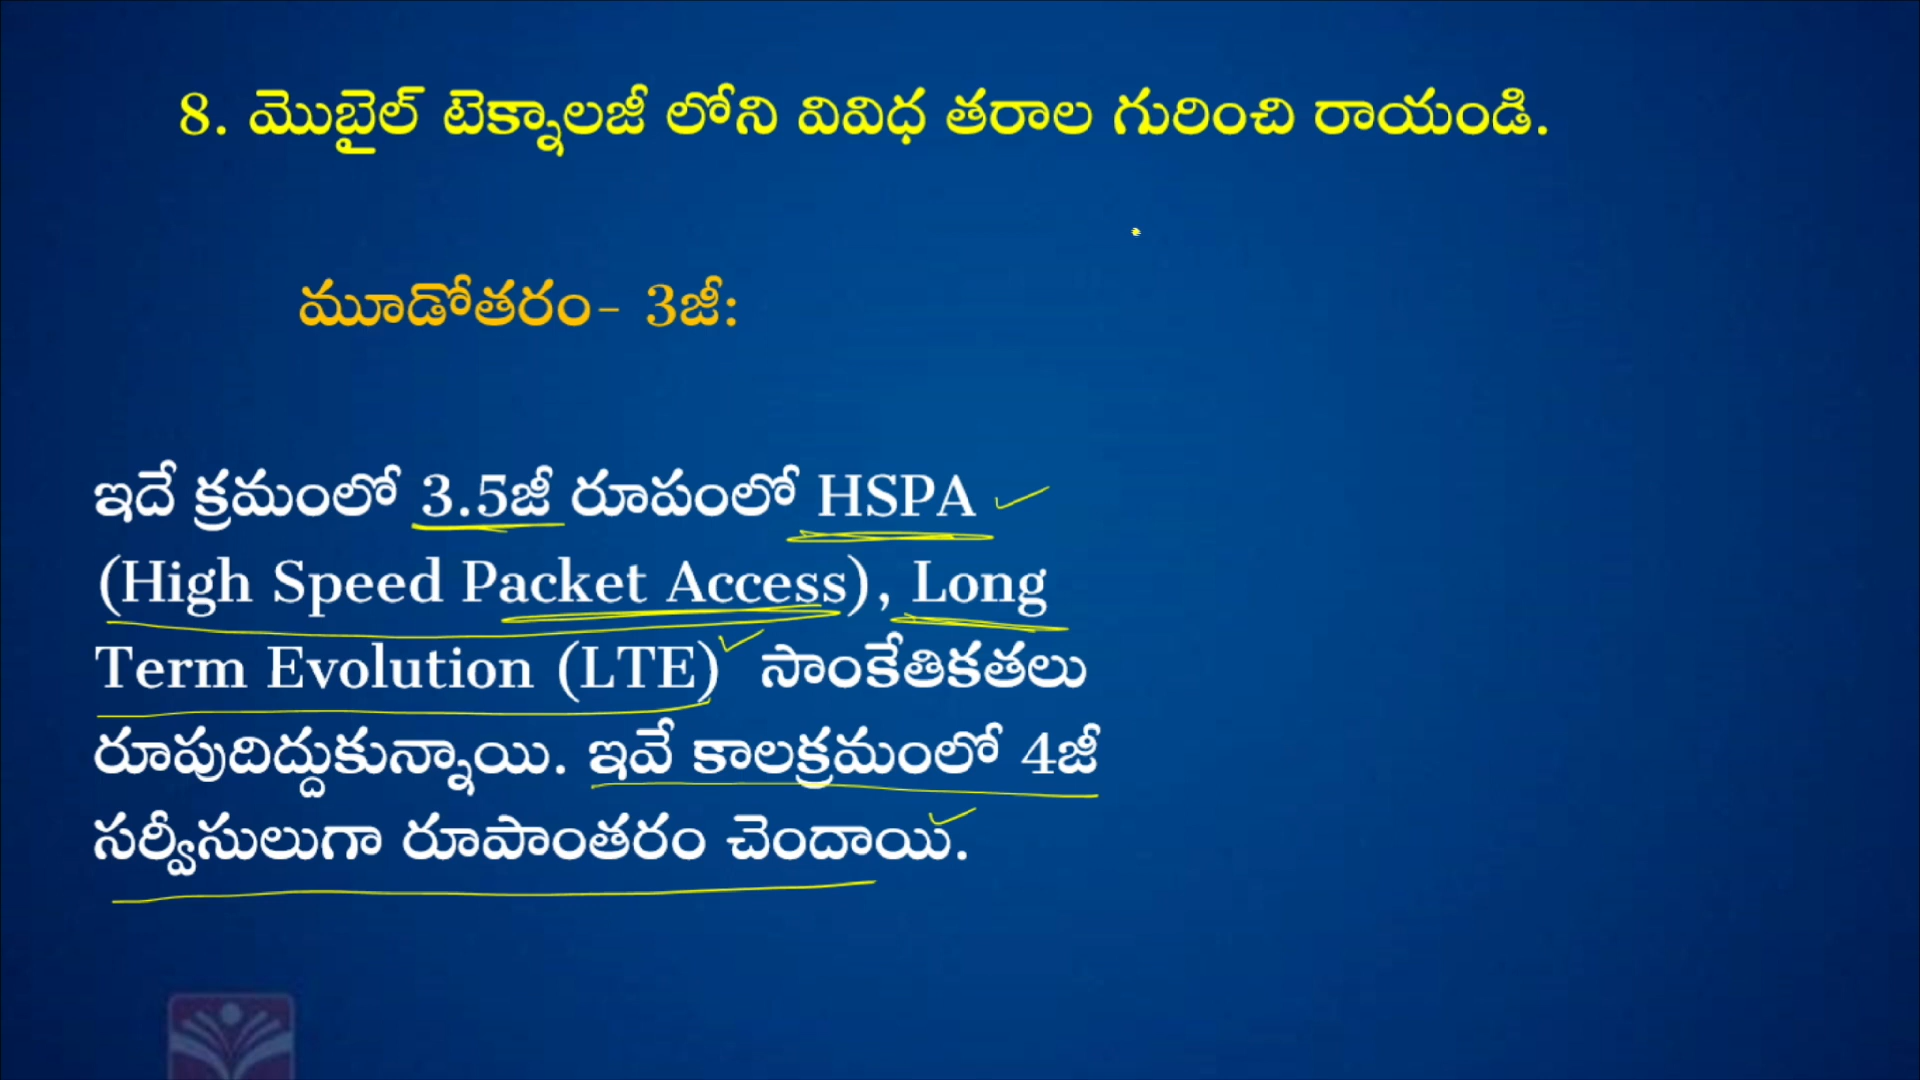 8. మొబైల్ టెక్నాలజీ లోని వివిధ తరాల గురించి రాయండి.
మూడోతరం- 3జీ:
ఇదే క్రమంలో 3.5జీ రూపంలో HSPA
(High Speed Packet Access), Long
Term Evolution (LTE) సాంకేతికతలు
రూపుదిద్దుకున్నాయి. ఇవే కాలక్రమంలో 4జీ
సర్వీసులుగా రూపాంతరం చెందాయి.